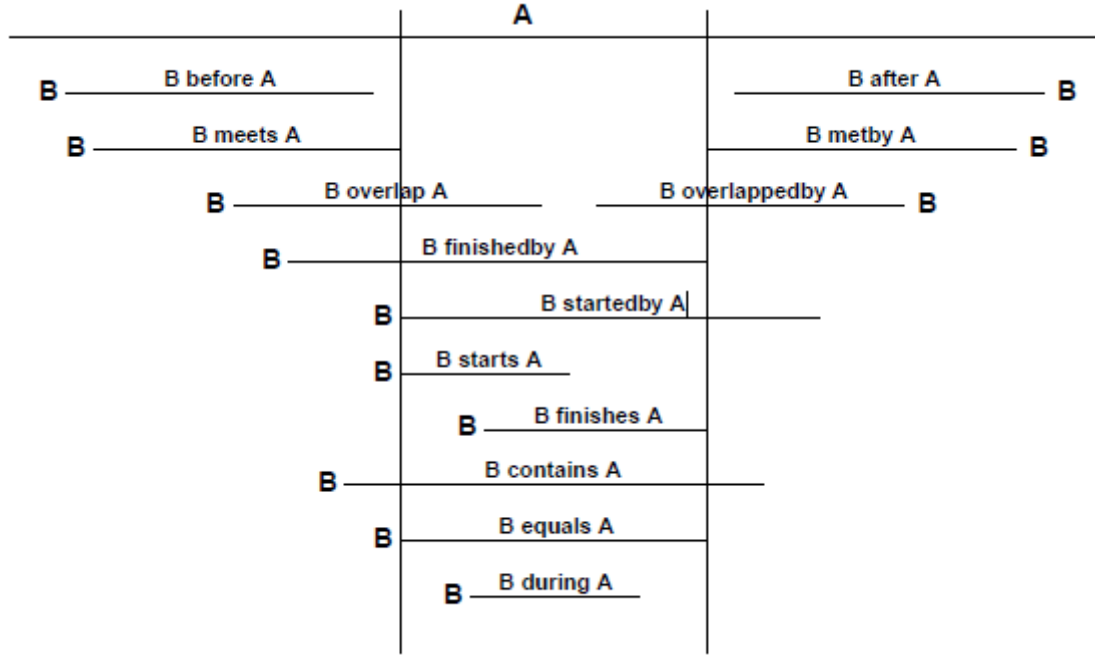 A
B B before A B after A B
B B meets A B metby A B
B B overlap A B overlappedby A B
B B finishedby A
B B startedby A
B B starts A
B B finishes A
B B contains A
B B equals A
B B during A